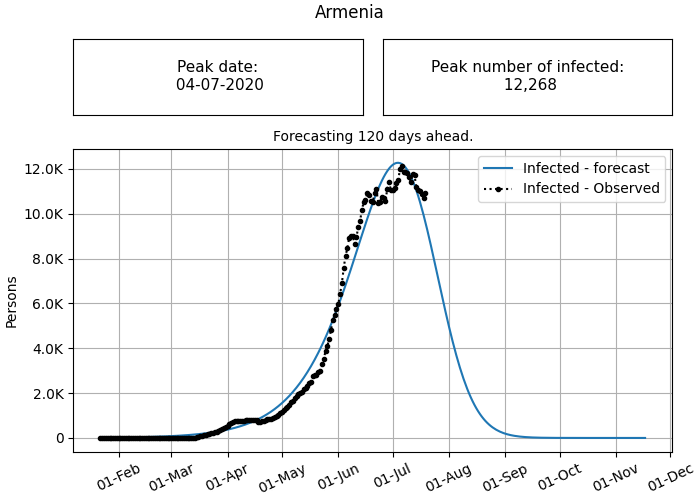 Armenia
Peak date:
04-07-2020
Peak number of infected:
12,268
Forecasting 120 days ahead.
Infected - forecast
Infected - Observed
Persons
12.0K
10.0K
8.0K
6.0K
4.0K
2.0K
0
01-Feb
01-Mar
01-Apr
01-May
01-Jun
01-Jul
01-Aug
01-Sep
01-Oct
01-Nov
01-Dec